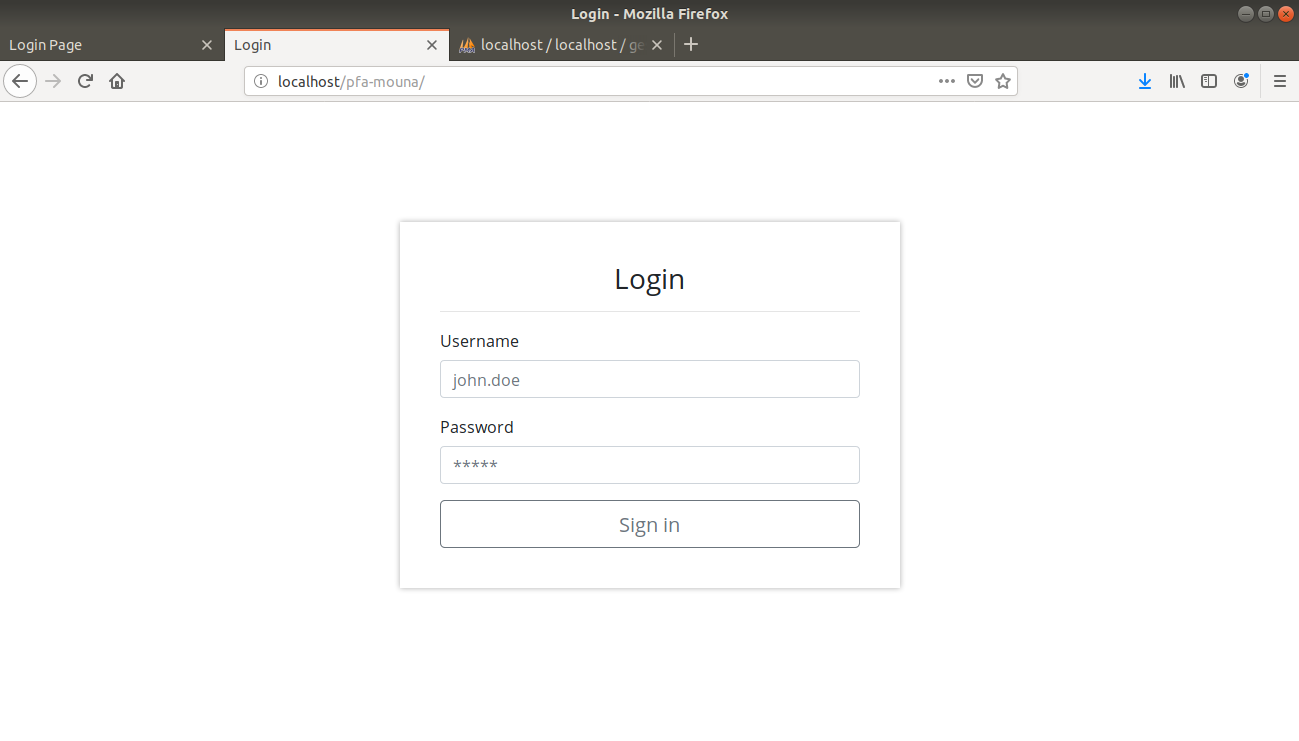 Login - Mozilla Firefox
Login Page
Login
localhost / localhost / ge
localhost/pfa-mouna/
Login
Username
john.doe
Password
*****
Sign in